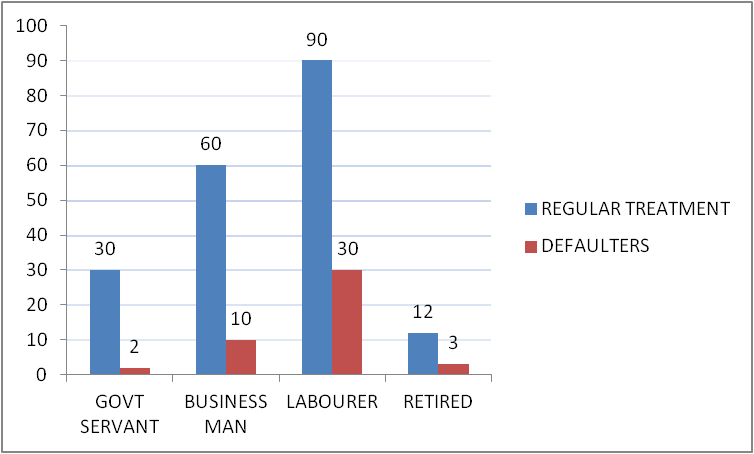 100
90
80
70
60
50
40
30
20
10
0
30
2
60
10
90
30
12
3
GOVT
SERVANT
BUSINESS
MAN
LABOURER
RETIRED
REGULAR TREATMENT
DEFAULTERS